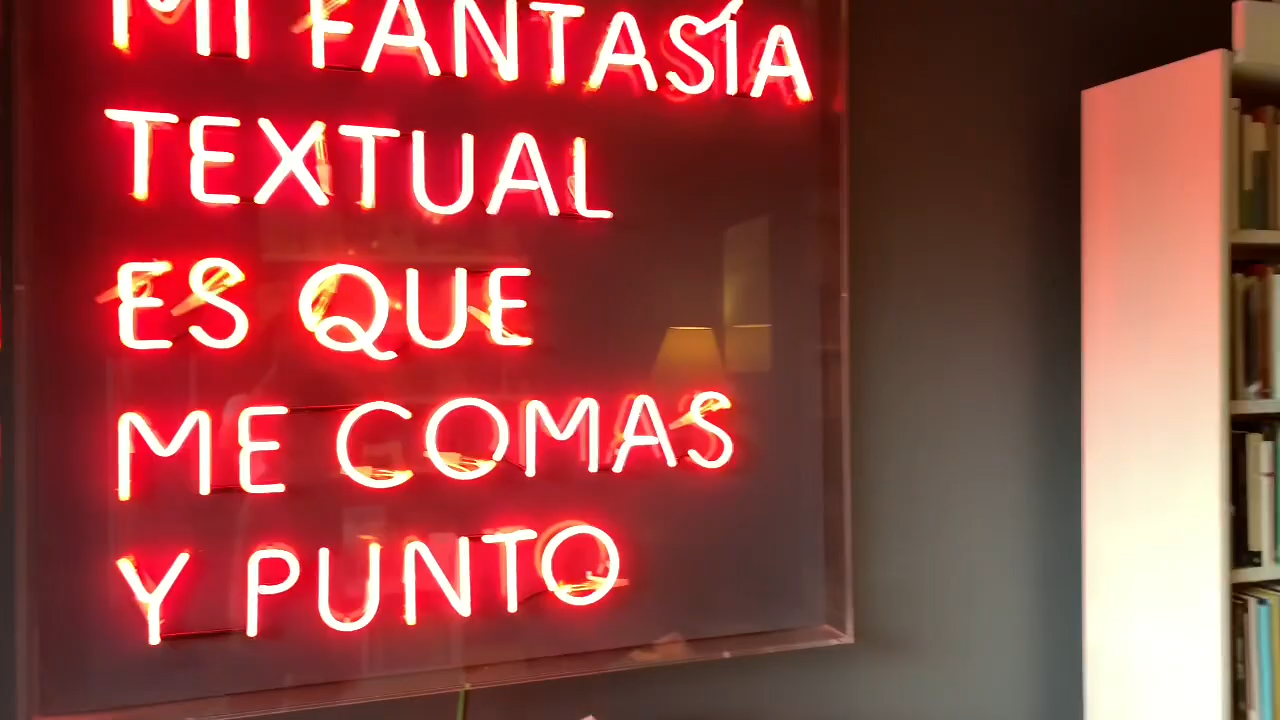 MI FANTASÍA
TEXTUAL
ES QUE
ME COMAS
Y PUNTO